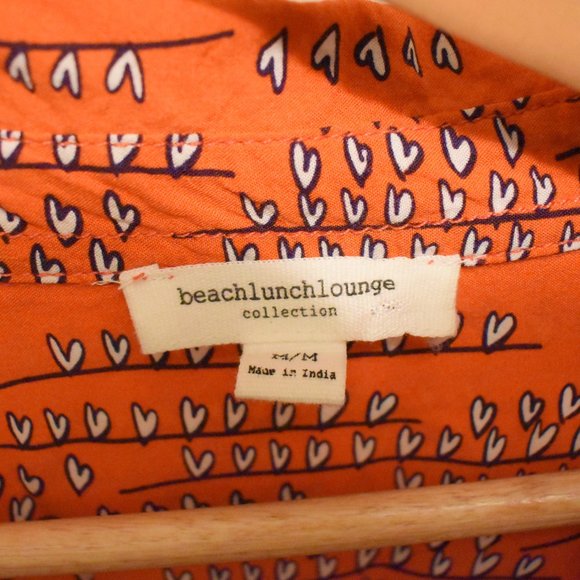 beachlunchlounge
collection
M/M
Made in India